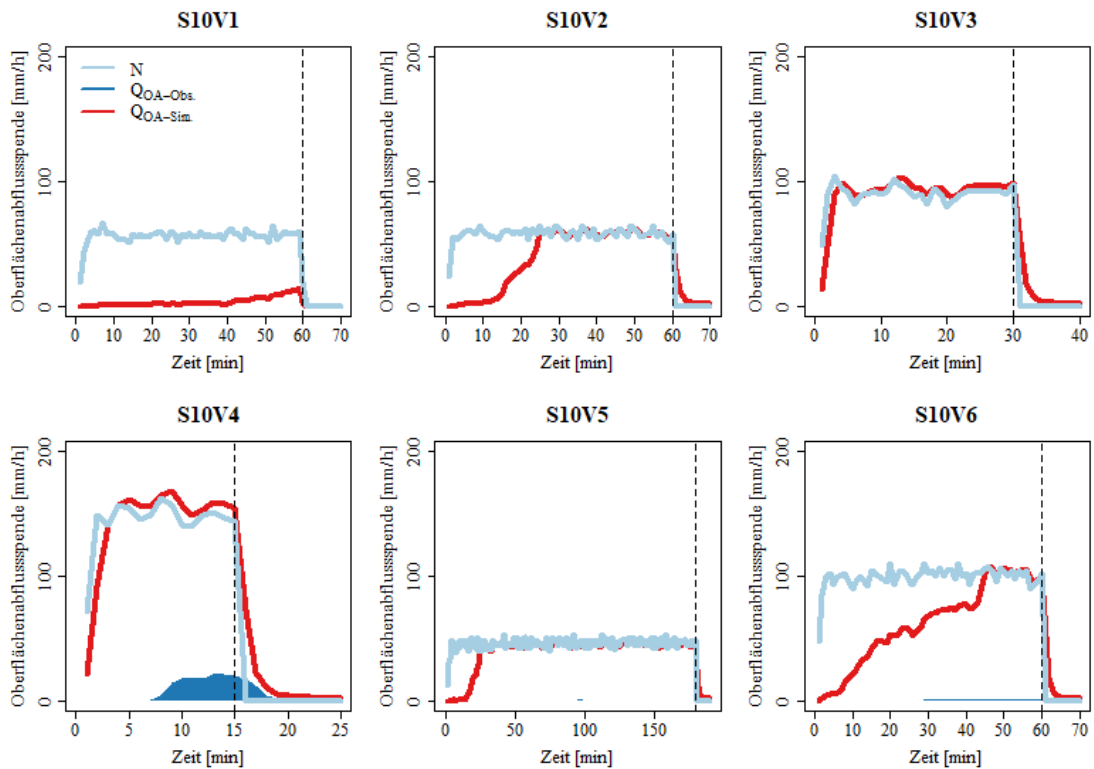 S10V1
S10V2
S10V3
Oberflächenabflussspende [mm/h]
0 100 200
N
Q_OA−Obs.
Q_OA−Sim.
0 10 20 30 40 50 60 70
Zeit [min]
Oberflächenabflussspende [mm/h]
0 100 200
0 10 20 30 40 50 60 70
Zeit [min]
Oberflächenabflussspende [mm/h]
0 100 200
0 10 20 30 40
Zeit [min]
S10V4
S10V5
S10V6
Oberflächenabflussspende [mm/h]
0 100 200
0 5 10 15 20 25
Zeit [min]
Oberflächenabflussspende [mm/h]
0 100 200
0 50 100 150
Zeit [min]
Oberflächenabflussspende [mm/h]
0 100 200
0 10 20 30 40 50 60 70
Zeit [min]